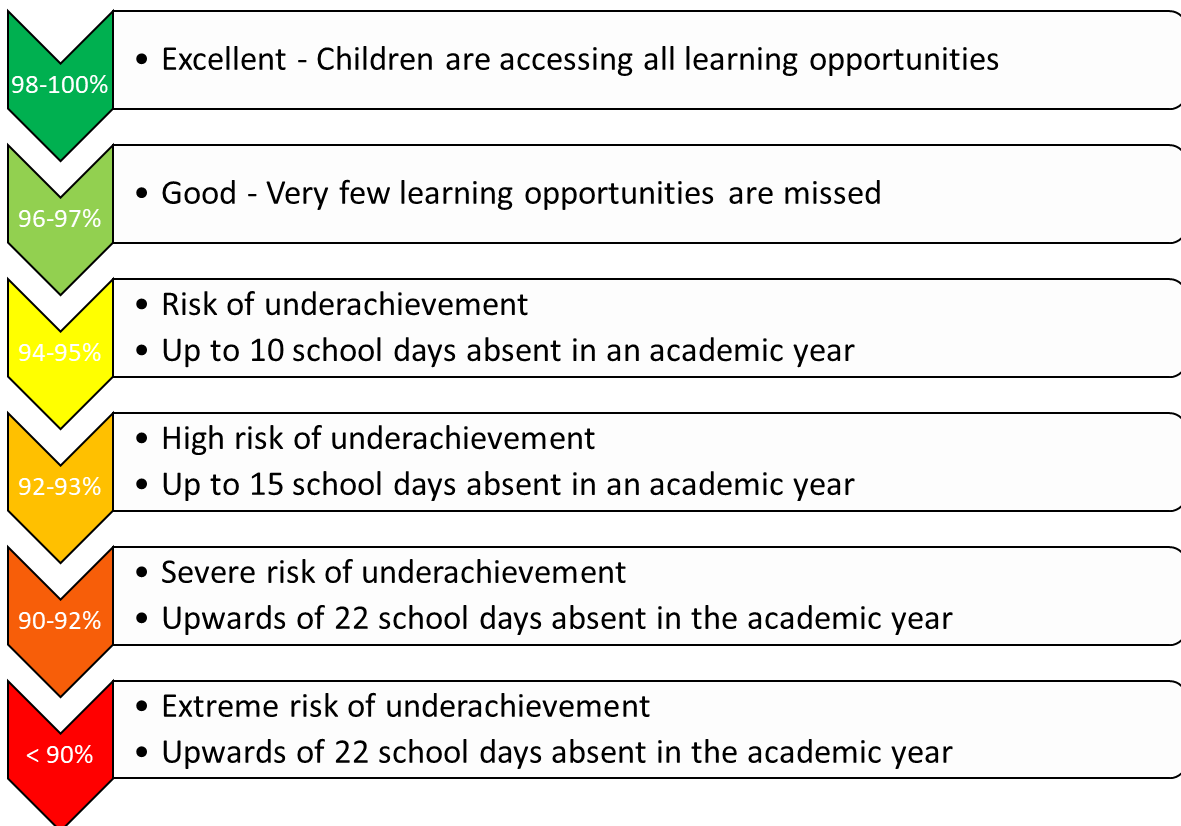 98-100%
• Excellent - Children are accessing all learning opportunities
96-97%
• Good - Very few learning opportunities are missed
94-95%
• Risk of underachievement
• Up to 10 school days absent in an academic year
92-93%
• High risk of underachievement
• Up to 15 school days absent in an academic year
90-92%
• Severe risk of underachievement
• Upwards of 22 school days absent in the academic year
< 90%
• Extreme risk of underachievement
• Upwards of 22 school days absent in the academic year